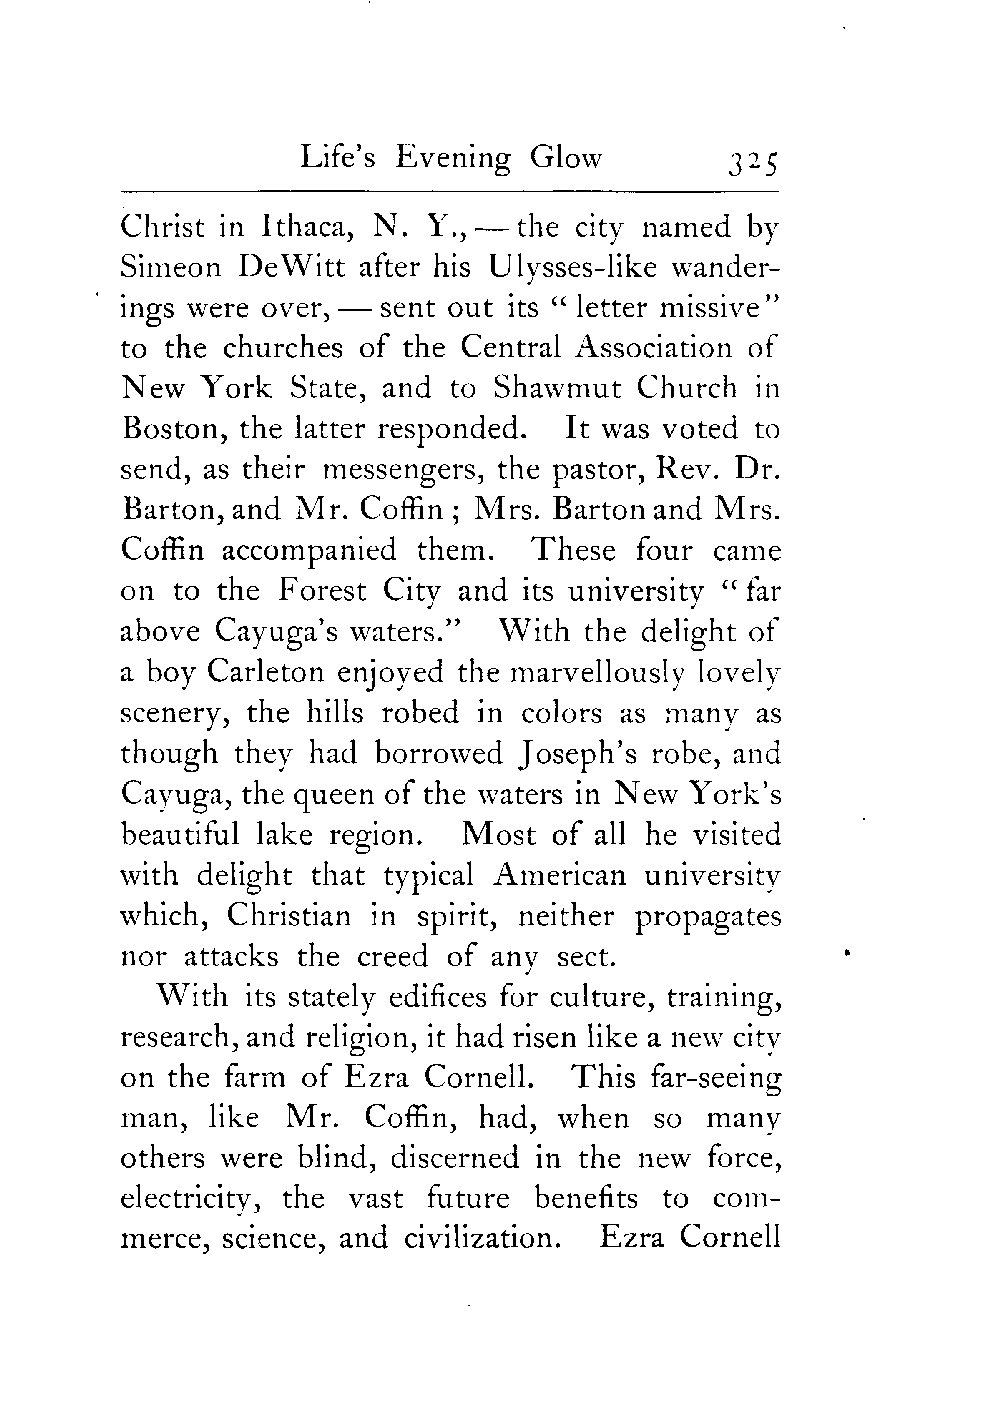 Life's Evening Glow 325
Christ in Ithaca, N. Y., — the city named by
Simeon DeWitt after his Ulysses-like wander-
ings were over, — sent out its “ letter missive”
to the churches of the Central Association of
New York State, and to Shawmut Church in
Boston, the latter responded. It was voted to
send, as their messengers, the pastor, Rev. Dr.
Barton, and Mr. Coffin ; Mrs. Barton and Mrs.
Coffin accompanied them. These four came
on to the Forest City and its university “ far
above Cayuga's waters.” With the delight of
a boy Carleton enjoyed the marvellously lovely
scenery, the hills robed in colors as many as
though they had borrowed Joseph's robe, and
Cayuga, the queen of the waters in New York's
beautiful lake region. Most of all he visited
with delight that typical American university
which, Christian in spirit, neither propagates
nor attacks the creed of any sect.
With its stately edifices for culture, training,
research, and religion, it had risen like a new city
on the farm of Ezra Cornell. This far-seeing
man, like Mr. Coffin, had, when so many
others were blind, discerned in the new force,
electricity, the vast future benefits to com-
merce, science, and civilization. Ezra Cornell